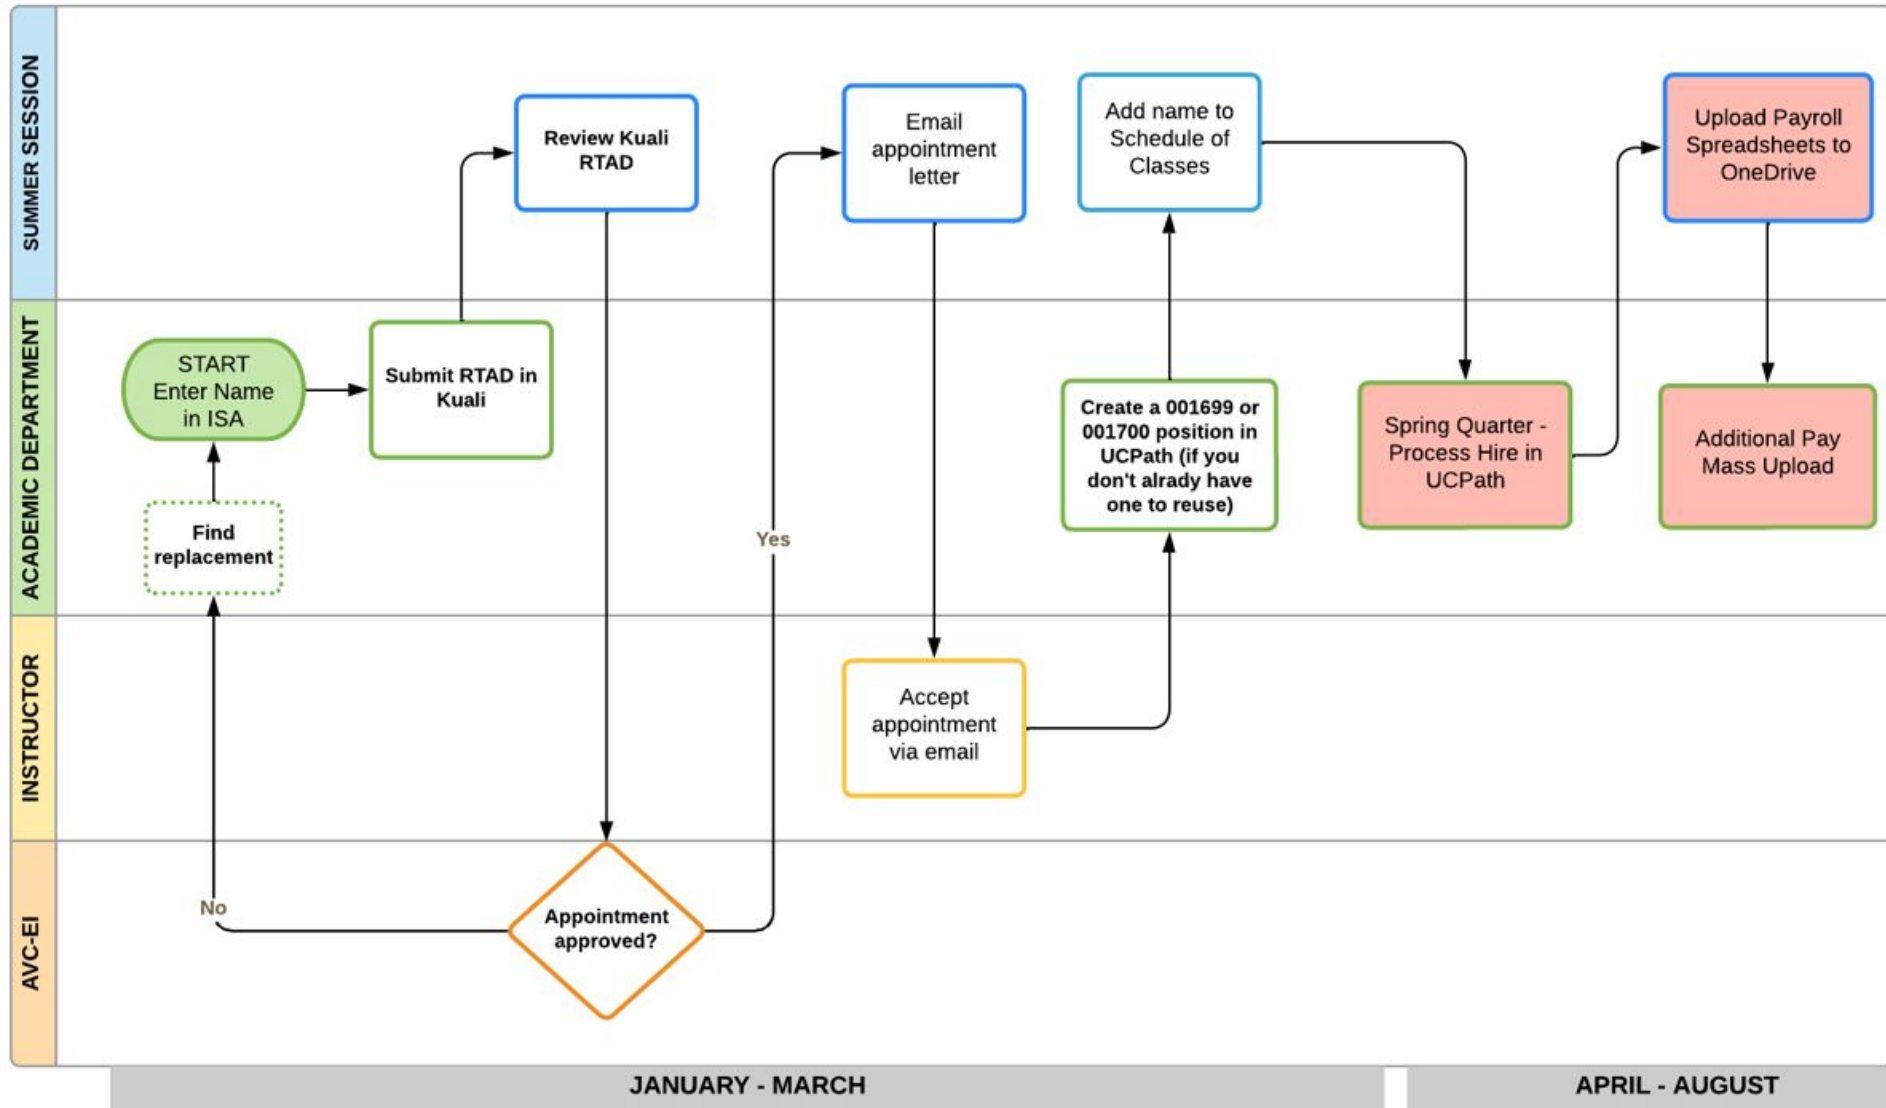 SUMMER SESSION
Review Kuali
RTAD
Email
appointment
letter
Add name to
Schedule of
Classes
Upload Payroll
Spreadsheets to
OneDrive
ACADEMIC DEPARTMENT
START
Enter Name
in ISA
Submit RTAD in
Kuali
Find
replacement
Yes
Create a 001699 or
001700 position in
UCPath (if you
don't alrady have
one to reuse)
Spring Quarter -
Process Hire in
UCPath
Additional Pay
Mass Upload
INSTRUCTOR
Accept
appointment
via email
AVC-EI
No
Appointment
approved?
JANUARY - MARCH
APRIL - AUGUST